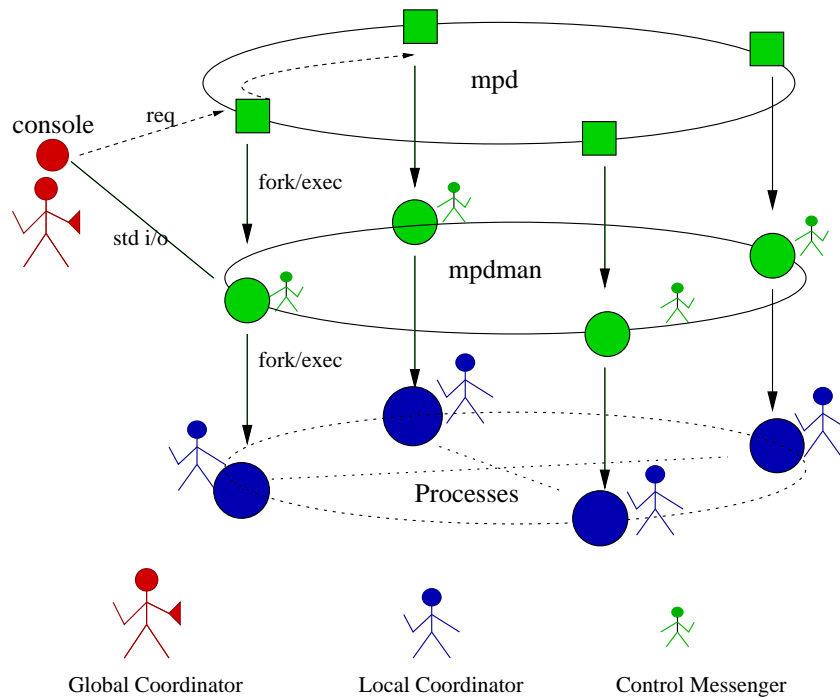 mpd
req
console
fork/exec
std i/o
mpdman
fork/exec
Processes
Global Coordinator
Local Coordinator
Control Messenger